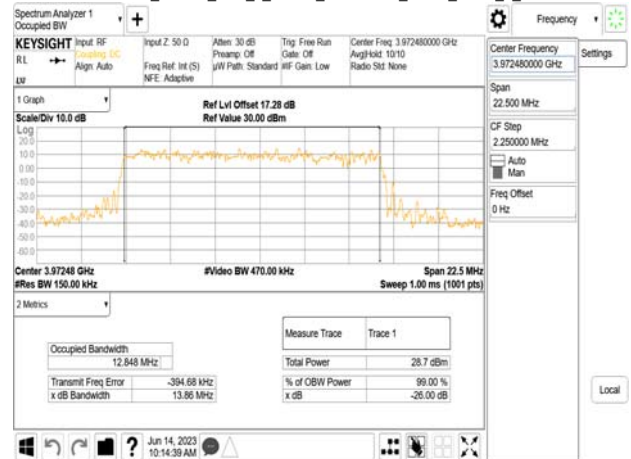 Spectrum Analyzer 1
Occupied BW
Frequency
KEYSIGHT
RL
LU
Input: RF
Coupling: DC
Align: Auto
Input Z: 50 Ω
Freq Ref: Int (S)
NFE: Adaptive
Atten: 30 dB
Preamp: Off
µW Path: Standard
Trig: Free Run
Gate: Off
#IF Gain: Low
Center Freq: 3.972480000 GHz
Avg|Hold: 10/10
Radio Std: None
Center Frequency
3.972480000 GHz
Settings
Span
22.500 MHz
CF Step
2.250000 MHz
Auto
Man
Freq Offset
0 Hz
1 Graph
Scale/Div 10.0 dB
Ref Lvl Offset 17.28 dB
Ref Value 30.00 dBm
Log
20.0
10.0
0.00
-10.0
-20.0
-30.0
-40.0
-50.0
-60.0
Center 3.97248 GHz
#Res BW 150.00 kHz
#Video BW 470.00 kHz
Span 22.5 MHz
Sweep 1.00 ms (1001 pts)
2 Metrics
Measure Trace Trace 1
Occupied Bandwidth
12.848 MHz
Total Power 28.7 dBm
Transmit Freq Error -394.68 kHz
% of OBW Power 99.00 %
x dB Bandwidth 13.86 MHz
x dB -26.00 dB
Local
?
Jun 14, 2023
10:14:39 AM